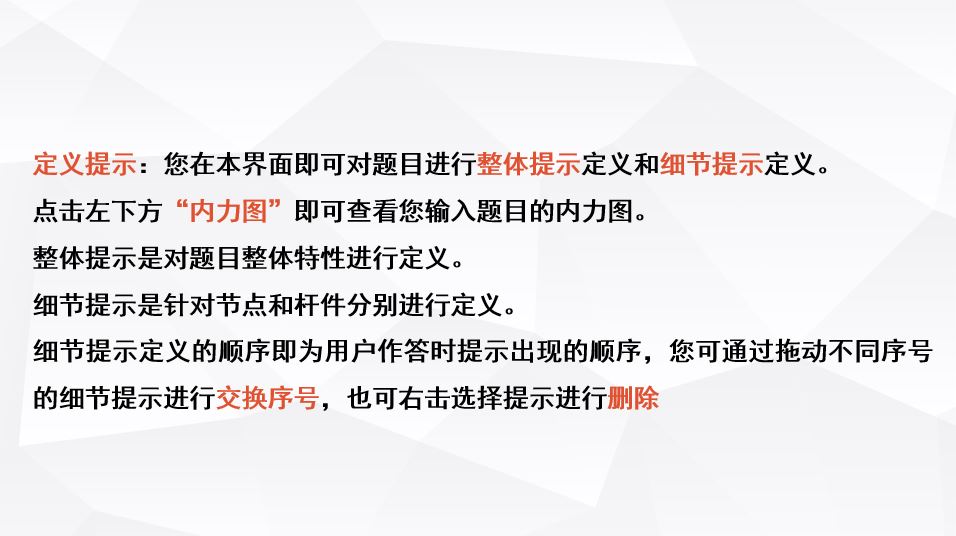 定义提示：您在本界面即可对题目进行整体提示定义和细节提示定义。
点击左下方“内力图”即可查看您输入题目的内力图。
整体提示是对题目整体特性进行定义。
细节提示是针对节点和杆件分别进行定义。
细节提示定义的顺序即为用户作答时提示出现的顺序，您可通过拖动不同序号
的细节提示进行交换序号，也可右击选择提示进行删除